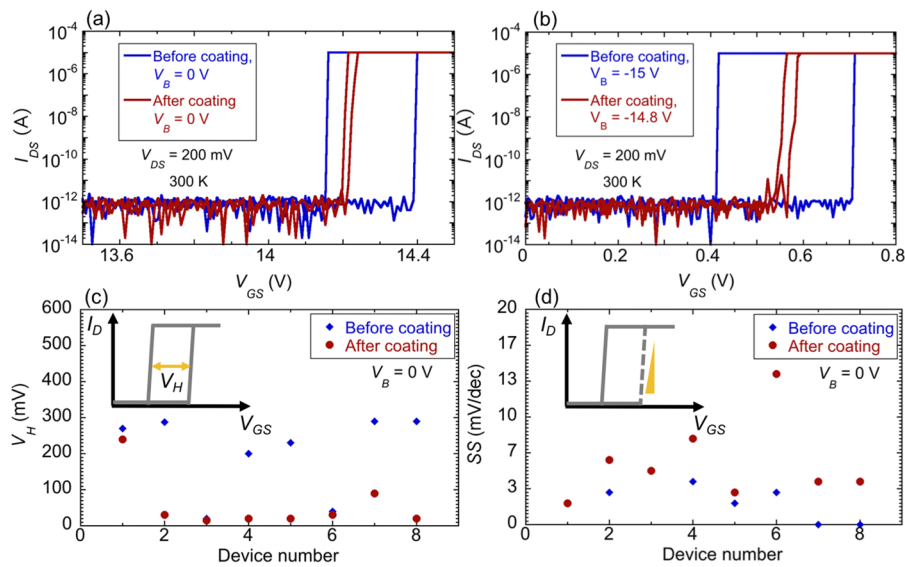 (a)
10⁻⁴
10⁻⁶
10⁻⁸
10⁻¹⁰
10⁻¹²
10⁻¹⁴
I_DS (A)
Before coating,
V_B = 0 V
After coating
V_B = 0 V
V_DS = 200 mV
300 K
13.6
14
14.4
V_GS (V)
(b)
10⁻⁴
10⁻⁵
10⁻⁶
10⁻⁸
10⁻¹⁰
10⁻¹²
10⁻¹⁴
I_DS (A)
Before coating,
V_B = -15 V
After coating,
V_B = -14.8 V
V_DS = 200 mV
300 K
0
0.2
0.4
0.6
0.8
V_GS (V)
(c)
600
500
400
300
200
100
0
V_H (mV)
I_D
V_H
V_GS
Before coating
After coating
V_B = 0 V
0
2
4
6
8
Device number
(d)
20
17
13
10
7
3
0
SS (mV/dec)
I_D
V_GS
Before coating
After coating
V_B = 0 V
0
2
4
6
8
Device number